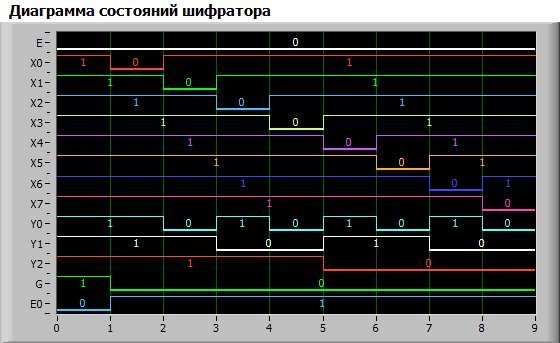 Диаграмма состояний шифратора
E 0
X0 1 0 1
X1 1 0 1
X2 1 0 1
X3 1 0 1
X4 1 0 1
X5 1 0 1
X6 1 0 1
X7 1 0
Y0 1 0 1 0 1 0 1 0
Y1 1 0 1 0
Y2 1 0
G 1 0
E0 0 1
0 1 2 3 4 5 6 7 8 9